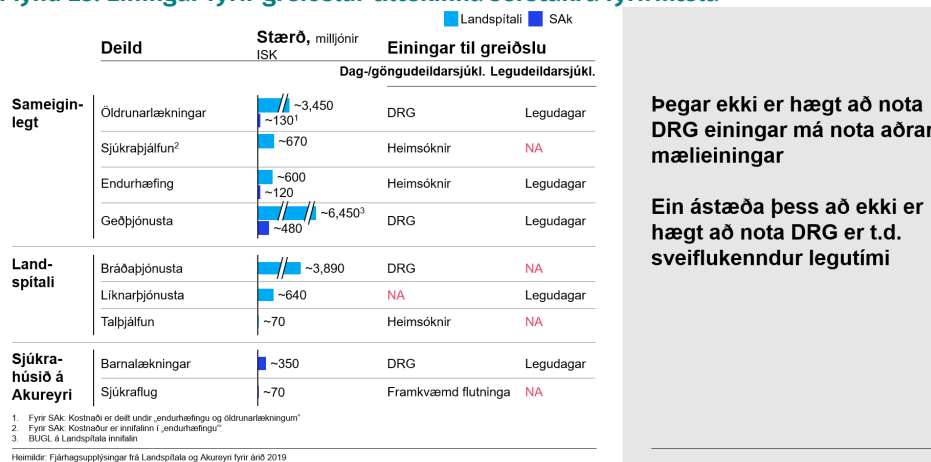 Landspítali SAk
Deild
Stærð, milljónir
ISK
Einingar til greiðslu
Dag-/göngudeildarsjúkl. Legudeildarsjúkl.
Sameigin-
legt
Öldrunarlækningar ~3,450 DRG Legudagar
~130¹
Sjúkraþjálfun² ~670 Heimsóknir NA
Endurhæfing ~600 Heimsóknir Legudagar
~120
Geðþjónusta ~6,450³ DRG Legudagar
~480
Land-
spítali
Bráðaþjónusta ~3,890 DRG NA
Líknarþjónusta ~640 NA Legudagar
Talþjálfun ~70 Heimsóknir NA
Sjúkra-
húsið á
Akureyri
Barnalækningar ~350 DRG Legudagar
Sjúkraflug ~70 Framkvæmd flutninga NA
1. Fyrir SAk: Kostnaði er deilt undir „endurhæfingu og öldrunarlækningum“
2. Fyrir SAk: Kostnaður er innifalinn í „endurhæfingu“
3. BUGL á Landspítala innifalin
Heimildir: Fjárhagsupplýsingar frá Landspítala og Akureyri fyrir árið 2019
Þegar ekki er hægt að nota
DRG einingar má nota aðrar
mælieiningar
Ein ástæða þess að ekki er
hægt að nota DRG er t.d.
sveiflukenndur legutími